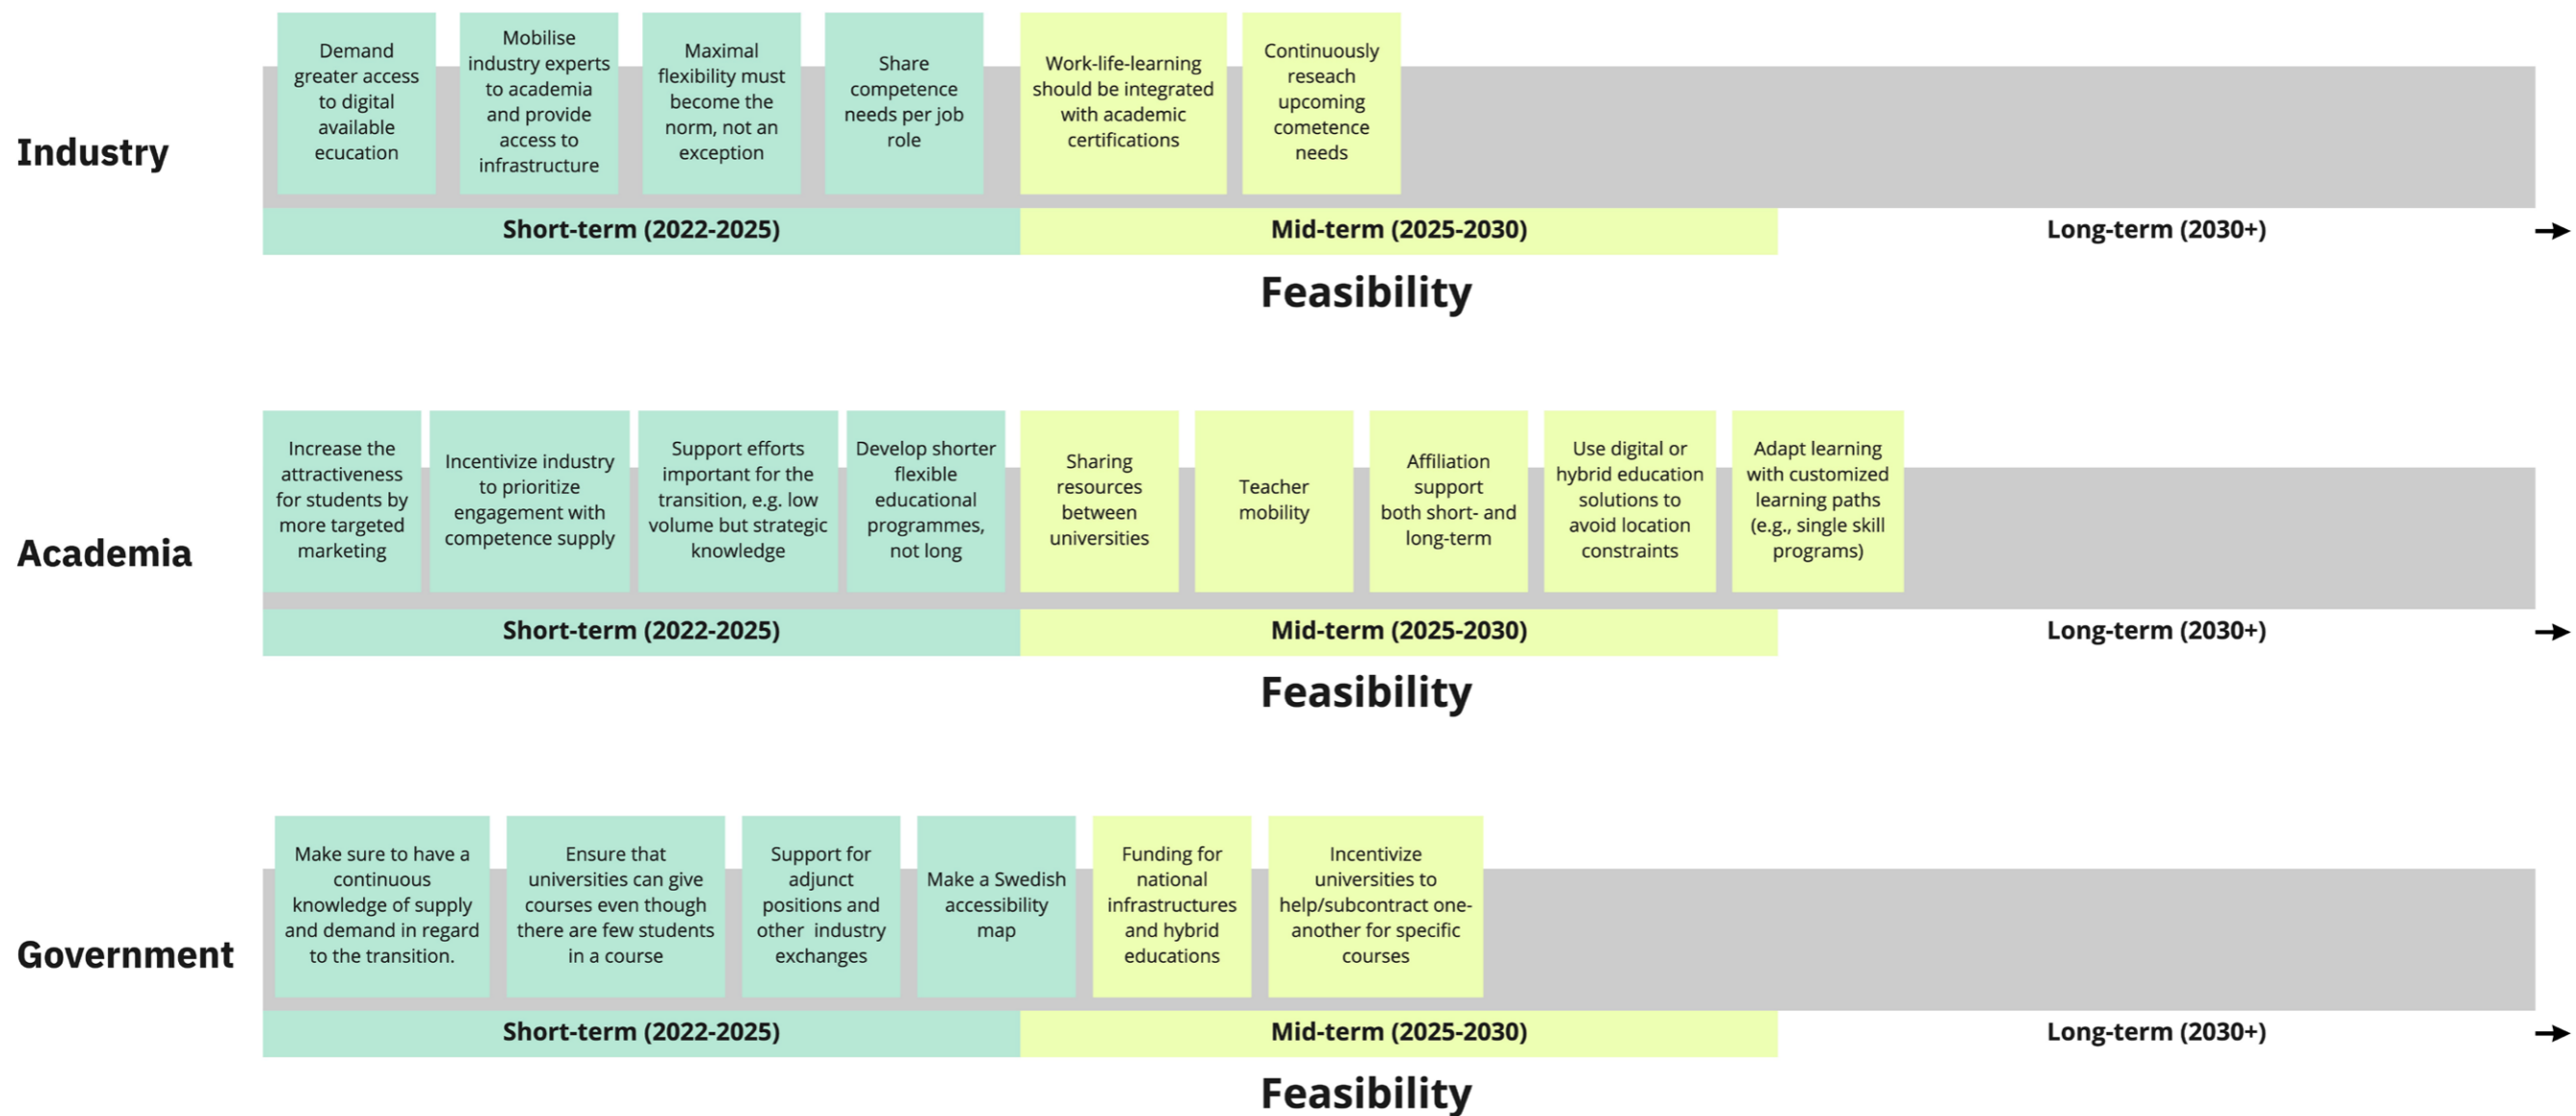 Industry
Demand
greater access
to digital
available
ecucation
Mobilise
industry experts
to academia
and provide
access to
infrastructure
Maximal
flexibility must
become the
norm, not an
exception
Share
competence
needs per job
role
Work-life-learning
should be integrated
with academic
certifications
Continuously
reseach
upcoming
cometence
needs
Short-term (2022-2025)
Mid-term (2025-2030)
Long-term (2030+)
Feasibility
Academia
Increase the
attractiveness
for students by
more targeted
marketing
Incentivize industry
to prioritize
engagement with
competence supply
Support efforts
important for the
transition, e.g. low
volume but strategic
knowledge
Develop shorter
flexible
educational
programmes,
not long
Sharing
resources
between
universities
Teacher
mobility
Affiliation
support
both short- and
long-term
Use digital or
hybrid education
solutions to
avoid location
constraints
Adapt learning
with customized
learning paths
(e.g., single skill
programs)
Short-term (2022-2025)
Mid-term (2025-2030)
Long-term (2030+)
Feasibility
Government
Make sure to have a
continuous
knowledge of supply
and demand in regard
to the transition.
Ensure that
universities can give
courses even though
there are few students
in a course
Support for
adjunct
positions and
other industry
exchanges
Make a Swedish
accessibility
map
Funding for
national
infrastructures
and hybrid
educations
Incentivize
universities to
help/subcontract one-
another for specific
courses
Short-term (2022-2025)
Mid-term (2025-2030)
Long-term (2030+)
Feasibility